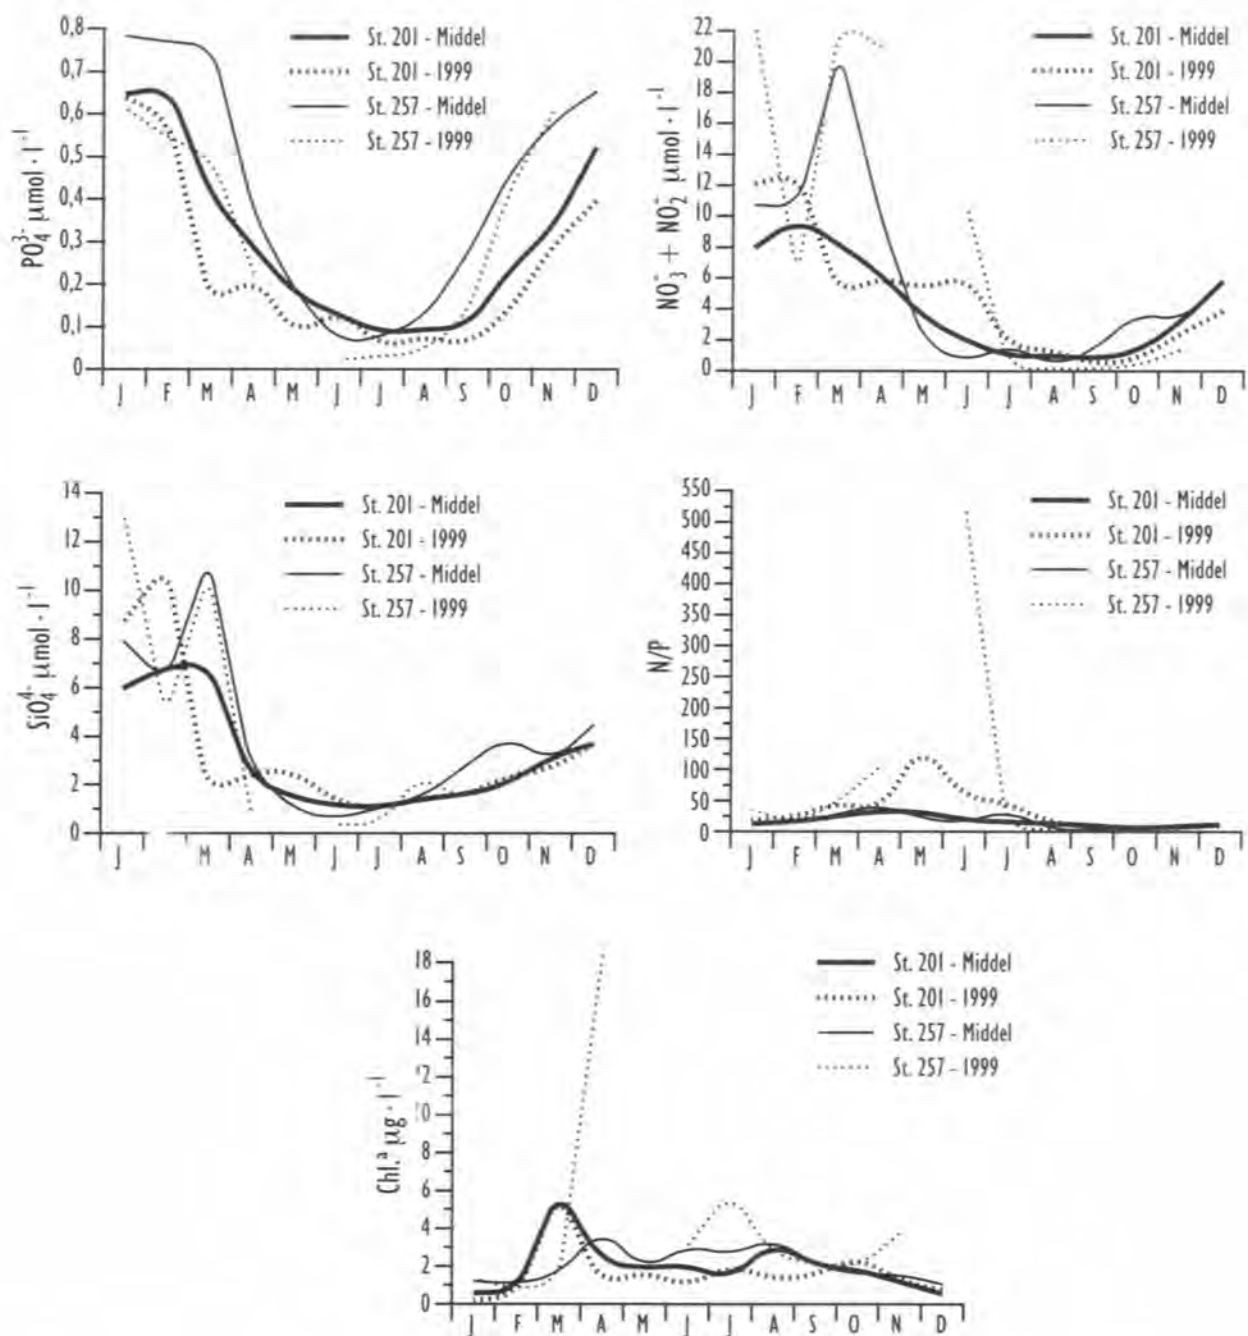 0,8
0,7
0,6
0,5
0,4
0,3
0,2
0,1
0
PO₄³⁻ μmol · l⁻¹
St. 201 - Middel
St. 201 - 1999
St. 257 - Middel
St. 257 - 1999
J F M A M J J A S O N D
22
20
18
16
14
12
10
8
6
4
2
0
NO₃⁻ + NO₂⁻ μmol · l⁻¹
St. 201 - Middel
St. 201 - 1999
St. 257 - Middel
St. 257 - 1999
J F M A M J J A S O N D
14
12
10
8
6
4
2
0
SiO₄⁴⁻ μmol · l⁻¹
St. 201 - Middel
St. 201 - 1999
St. 257 - Middel
St. 257 - 1999
J M A M J J A S O N D
550
500
450
400
350
300
250
200
150
100
50
0
N/P
St. 201 - Middel
St. 201 - 1999
St. 257 - Middel
St. 257 - 1999
J F M A M J J A S O N D
18
16
14
12
10
8
6
4
2
0
Chl.ª μg · l⁻¹
St. 201 - Middel
St. 201 - 1999
St. 257 - Middel
St. 257 - 1999
J F M A M J J A S O N D